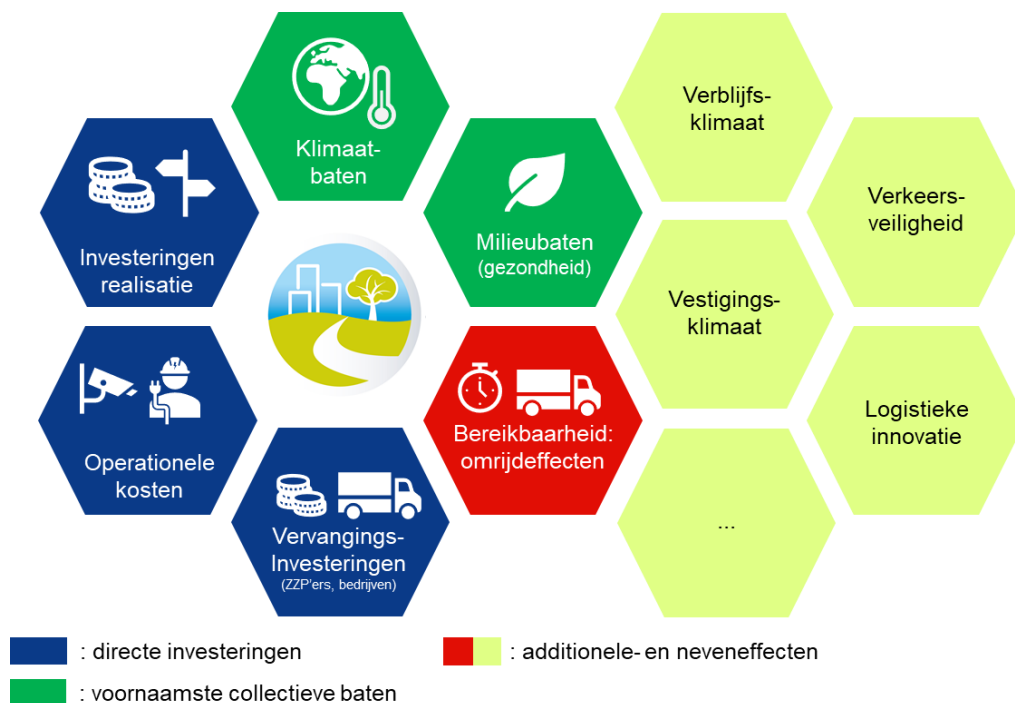 Klimaat-
baten
Verblijfs-
klimaat
Investeringen
realisatie
Milieubaten
(gezondheid)
Verkeers-
veiligheid
Vestigings-
klimaat
Operationele
kosten
Bereikbaarheid:
omrijdeffecten
Logistieke
innovatie
Vervangings-
Investeringen
(ZZP'ers, bedrijven)
...
: directe investeringen
: additionele- en neveneffecten
: voornaamste collectieve baten